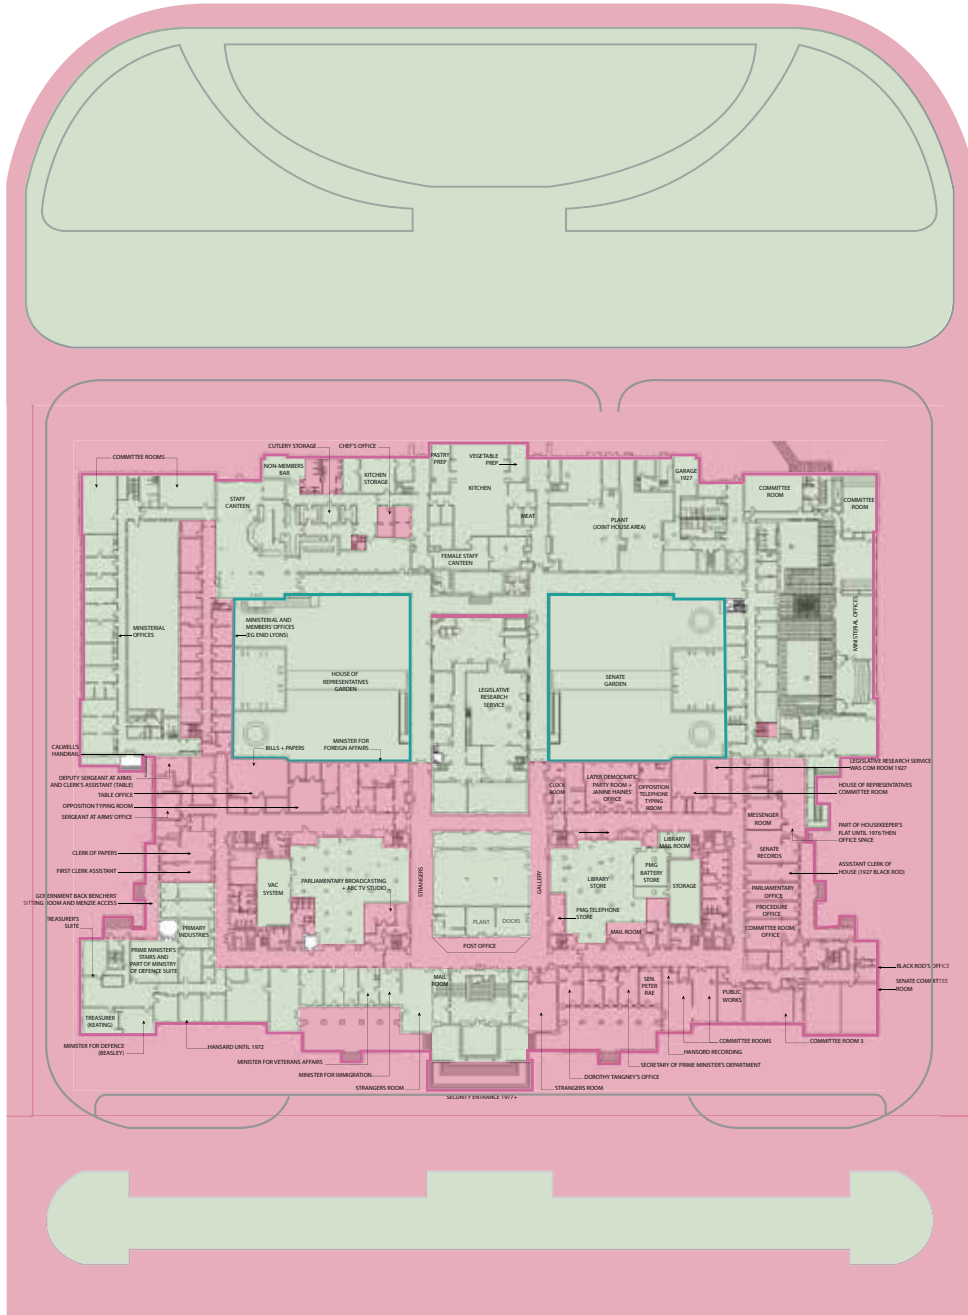 CUTLERY STORAGE
CHEF'S OFFICE
COMMITTEE ROOMS
NON-MEMBERS
BAR
KITCHEN
STORAGE
PASTRY
PREP
VEGETABLE
PREP
KITCHEN
GARAGE
1927
COMMITTEE
ROOM
COMMITTEE
ROOM
STAFF
CANTEEN
MEAT
PLANT
(JOINT HOUSE AREA)
FEMALE STAFF
CANTEEN
MINISTERIAL
OFFICES
MINISTERIAL AND
MEMBERS' OFFICES
(EG ENID LYONS)
MINISTERIAL OFFICES
HOUSE OF
REPRESENTATIVES
GARDEN
LEGISLATIVE
RESEARCH
SERVICE
SENATE
GARDEN
CALWELL'S
HANDRAIL
BILLS + PAPERS
MINISTER FOR
FOREIGN AFFAIRS
LEGISLATIVE RESEARCH SERVICE
WAS COM ROOM 1927
DEPUTY SERGEANT AT ARMS
AND CLERK'S ASSISTANT (TABLE)
TABLE OFFICE
OPPOSITION TYPING ROOM
SERGEANT AT ARMS' OFFICE
CLOCK
ROOM
LATER DEMOCRATIC
PARTY ROOM +
JANINE HAINES'
OFFICE
OPPOSITION
TELEPHONE
TYPING
ROOM
HOUSE OF REPRESENTATIVES
COMMITTEE ROOM
MESSENGER
ROOM
PART OF HOUSEKEEPER'S
FLAT UNTIL 1976 THEN
OFFICE SPACE
CLERK OF PAPERS
FIRST CLERK ASSISTANT
LIBRARY
MAIL ROOM
SENATE
RECORDS
ASSISTANT CLERK OF
HOUSE (1927 BLACK ROD)
VAC
SYSTEM
PARLIAMENTARY BROADCASTING
+ ABC TV STUDIO
STRANGERS
GALLERY
LIBRARY
STORE
PMG
BATTERY
STORE
STORAGE
PARLIAMENTARY
OFFICE
PROCEDURE
OFFICE
COMMITTEE ROOM,
OFFICE
GOVERNMENT BACK BENCHERS'
SITTING ROOM AND MENZIE ACCESS
TREASURER'S
SUITE
PRIMARY
INDUSTRIES
PLANT
DOCKS
PMG TELEPHONE
STORE
MAIL ROOM
POST OFFICE
PRIME MINISTER'S
STAIRS AND
PART OF MINISTRY
OF DEFENCE SUITE
MAIL
ROOM
SEN.
PETER
RAE
PUBLIC
WORKS
BLACK ROD'S OFFICE
SENATE COMMITTEE
ROOM
TREASURER
(KEATING)
MINISTER FOR DEFENCE
(BEASLEY)
HANSARD UNTIL 1972
MINISTER FOR VETERANS AFFAIRS
MINISTER FOR IMMIGRATION
STRANGERS ROOM
COMMITTEE ROOMS
COMMITTEE ROOM 3
HANSORD RECORDING
SECRETARY OF PRIME MINISTER'S DEPARTMENT
DOROTHY TANGNEY'S OFFICE
STRANGERS ROOM
SECURITY ENTRANCE 1977+